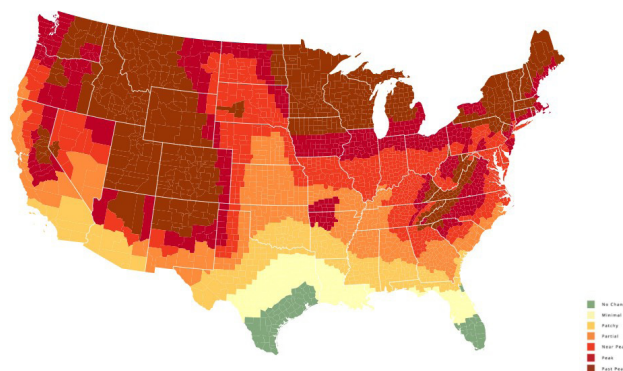 No Chan
Minimal
Patchy
Partial
Near Pea
Peak
Past Pea